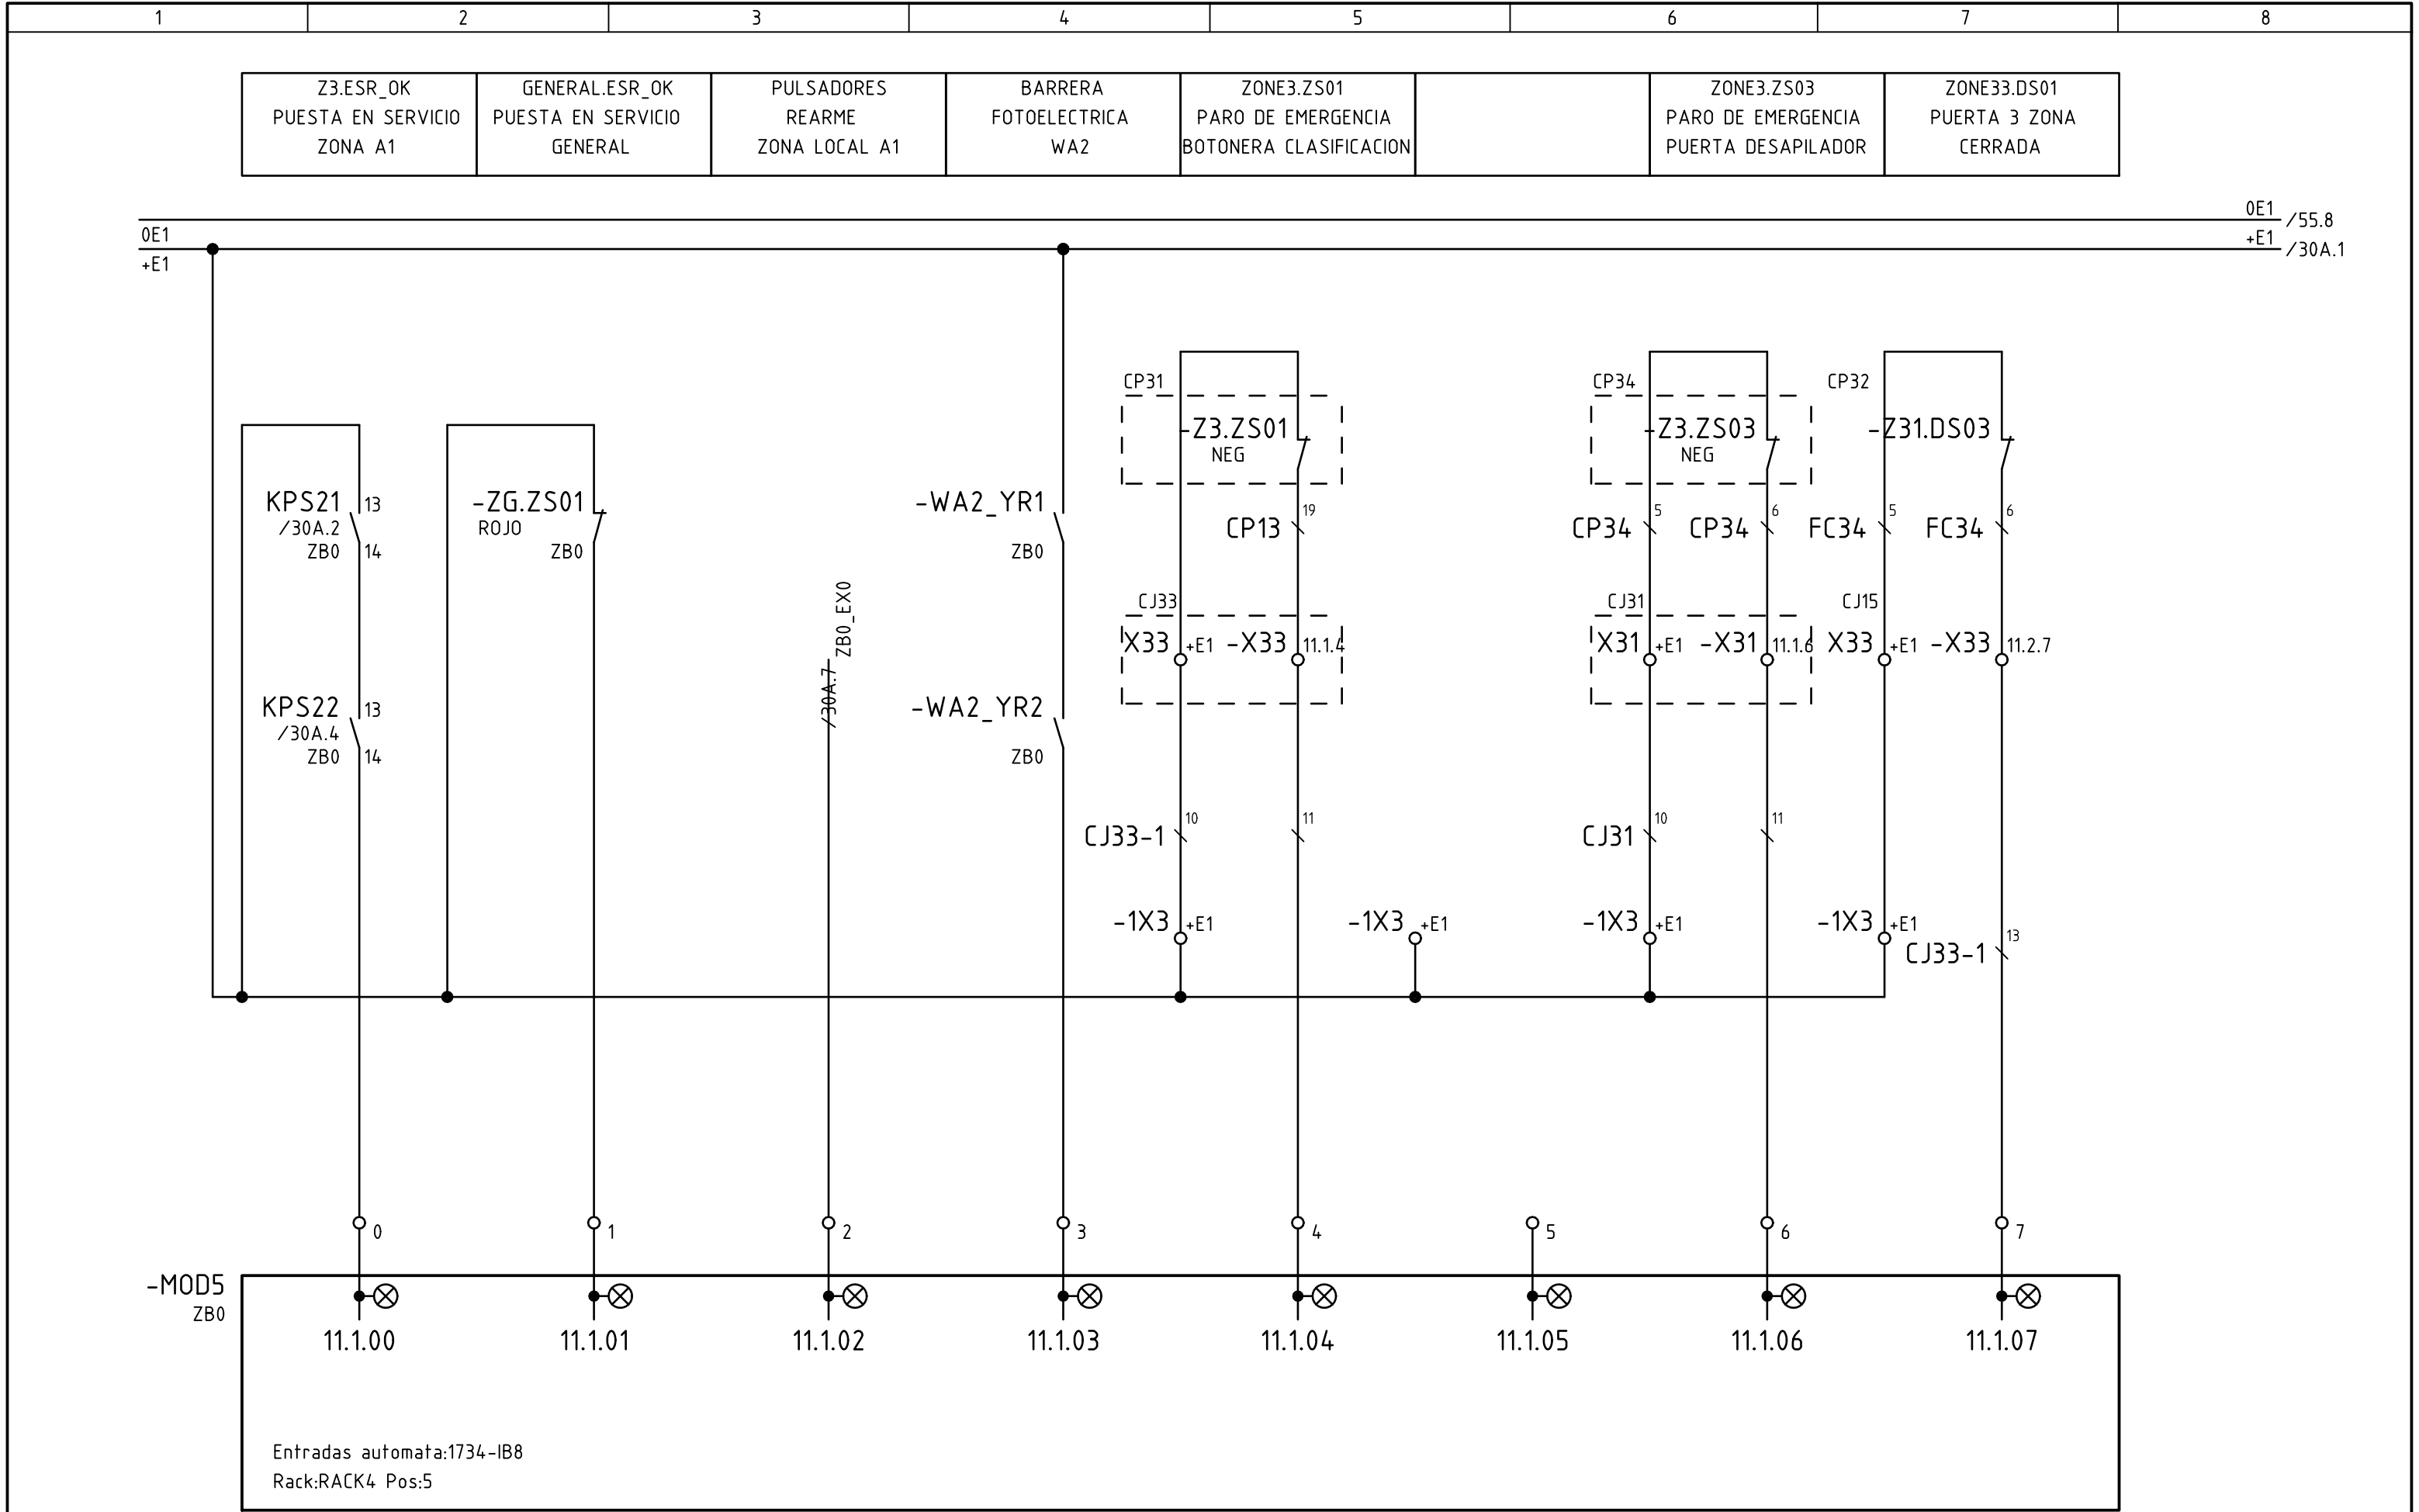 1 2 3 4 5 6 7 8
Z3.ESR_OK
PUESTA EN SERVICIO
ZONA A1
GENERAL.ESR_OK
PUESTA EN SERVICIO
GENERAL
PULSADORES
REARME
ZONA LOCAL A1
BARRERA
FOTOELECTRICA
WA2
ZONE3.ZS01
PARO DE EMERGENCIA
BOTONERA CLASIFICACION
ZONE3.ZS03
PARO DE EMERGENCIA
PUERTA DESAPILADOR
ZONE33.DS01
PUERTA 3 ZONA
CERRADA
0E1
+E1
0E1 /55.8
+E1 /30A.1
CP31
-Z3.ZS01
NEG
CP34
-Z3.ZS03
NEG
CP32
-Z31.DS03
KPS21 13
/30A.2
ZB0 14
-ZG.ZS01
ROJO
ZB0
-WA2_YR1
ZB0
CP13 19
CP34 5
CP34 6
FC34 5
FC34 6
ZB0_EX0
/30A.7
CJ33
X33 +E1 -X33 11.1.4
CJ31
X31 +E1 -X31 11.1.6
CJ15
X33 +E1 -X33 11.2.7
KPS22 13
/30A.4
ZB0 14
-WA2_YR2
ZB0
CJ33-1 10 11
CJ31 10 11
-1X3 +E1
-1X3 +E1
-1X3 +E1
-1X3 +E1
CJ33-1 13
0 1 2 3 4 5 6 7
-MOD5
ZB0
11.1.00 11.1.01 11.1.02 11.1.03 11.1.04 11.1.05 11.1.06 11.1.07
Entradas automata:1734-IB8
Rack:RACK4 Pos:5